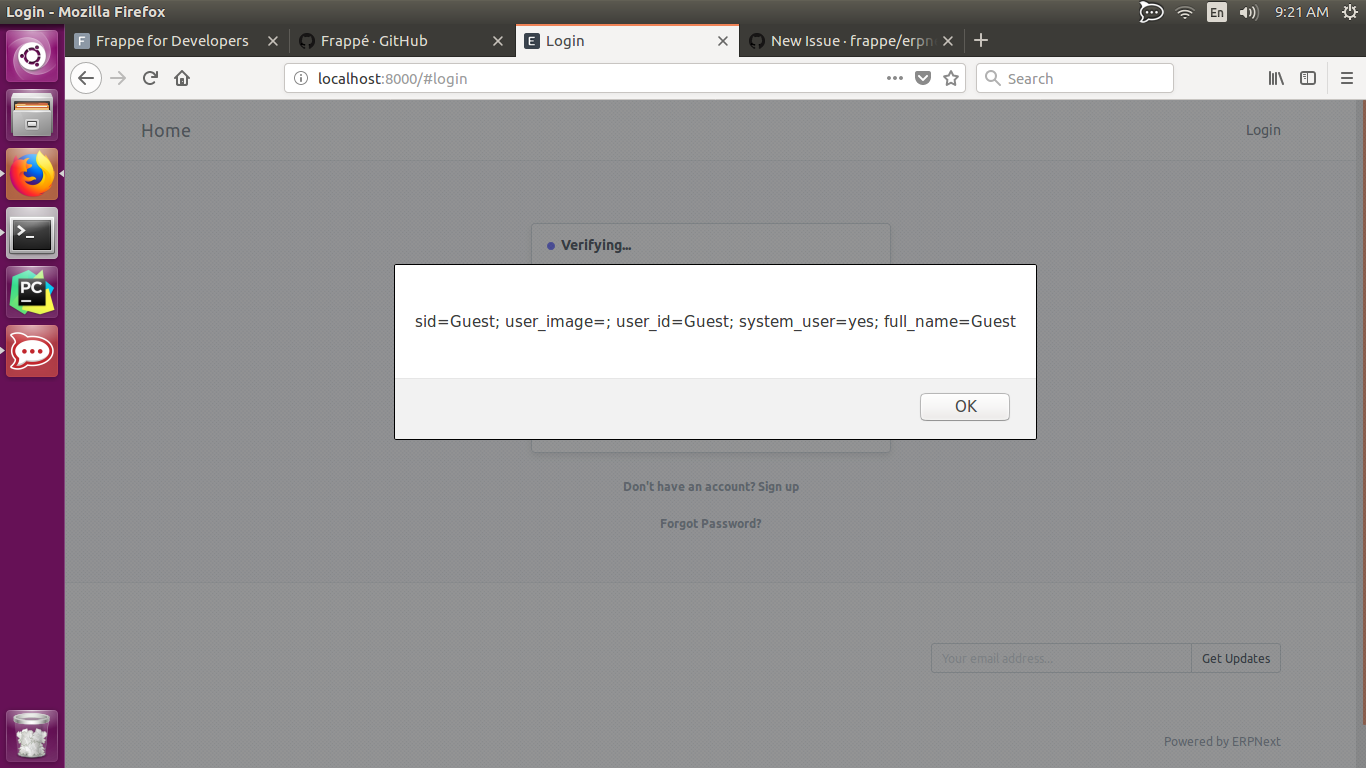 Login - Mozilla Firefox
En
9:21 AM
Frappe for Developers
Frappé · GitHub
Login
New Issue · frappe/erpn
localhost:8000/#login
Search
Home
Login
Verifying...
sid=Guest; user_image=; user_id=Guest; system_user=yes; full_name=Guest
OK
Don't have an account? Sign up
Forgot Password?
Your email address...
Get Updates
Powered by ERPNext